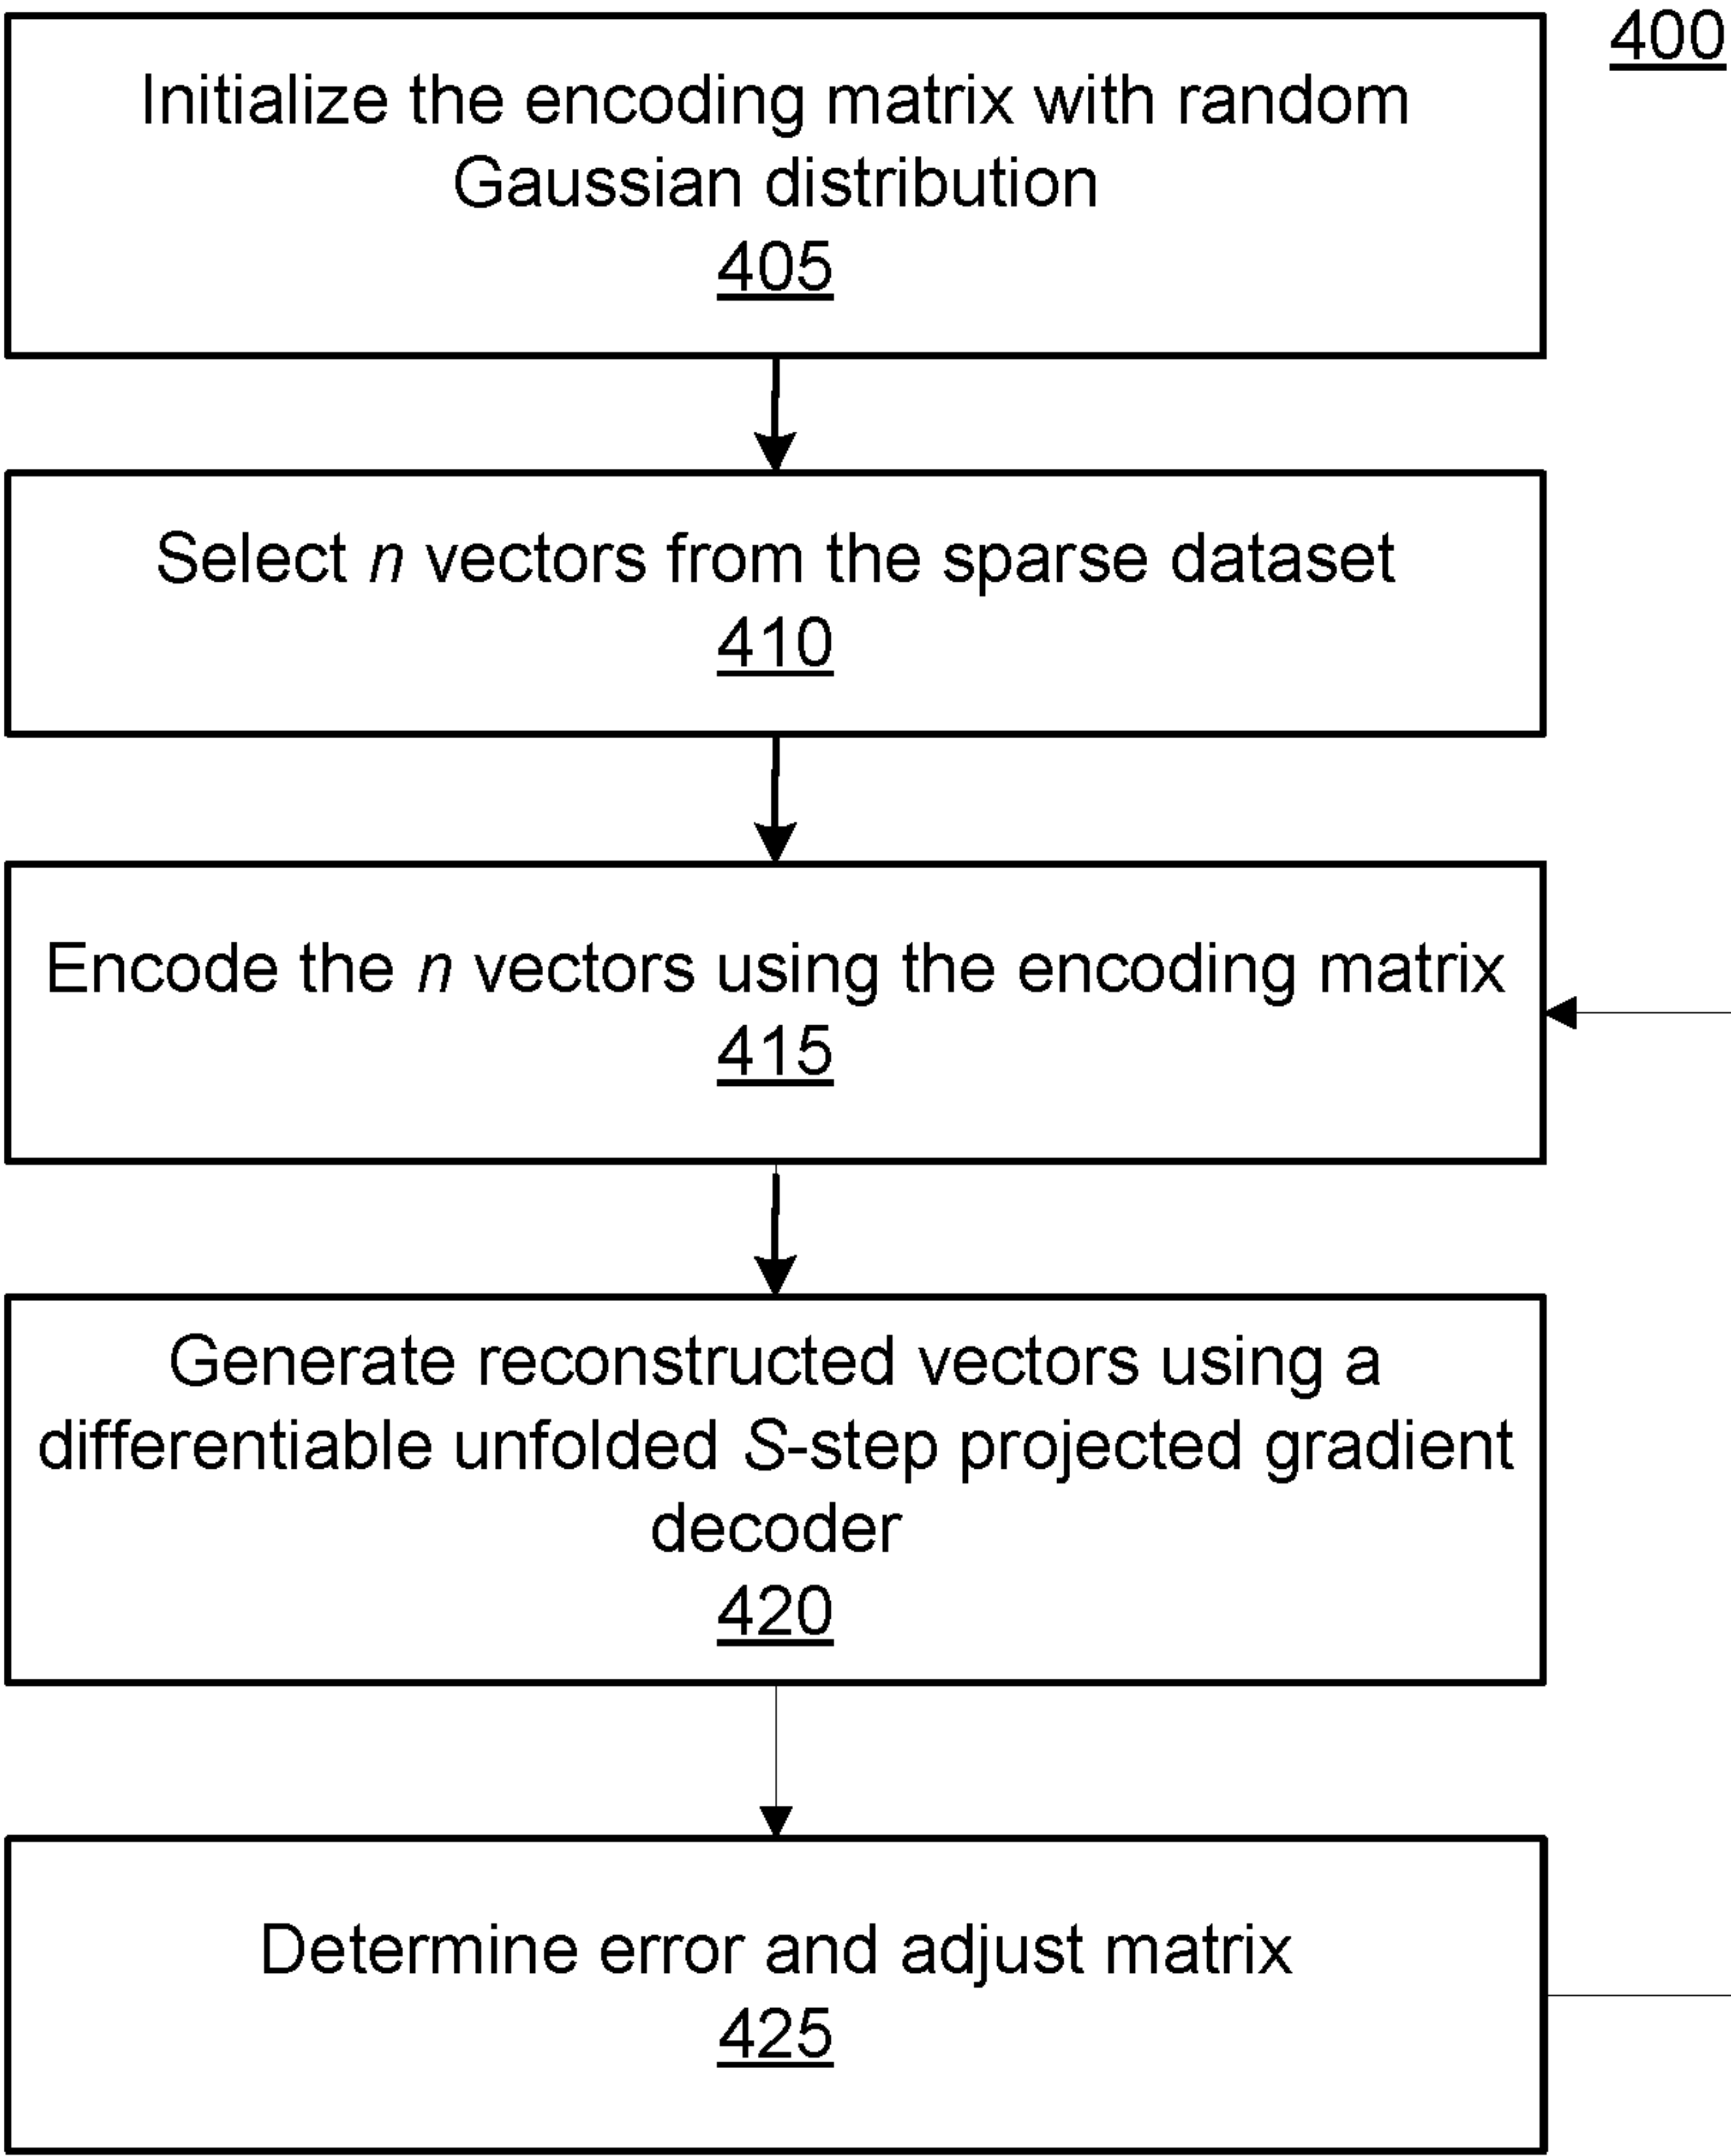 400
Initialize the encoding matrix with random
Gaussian distribution
405
Select n vectors from the sparse dataset
410
Encode the n vectors using the encoding matrix
415
Generate reconstructed vectors using a
differentiable unfolded S-step projected gradient
decoder
420
Determine error and adjust matrix
425